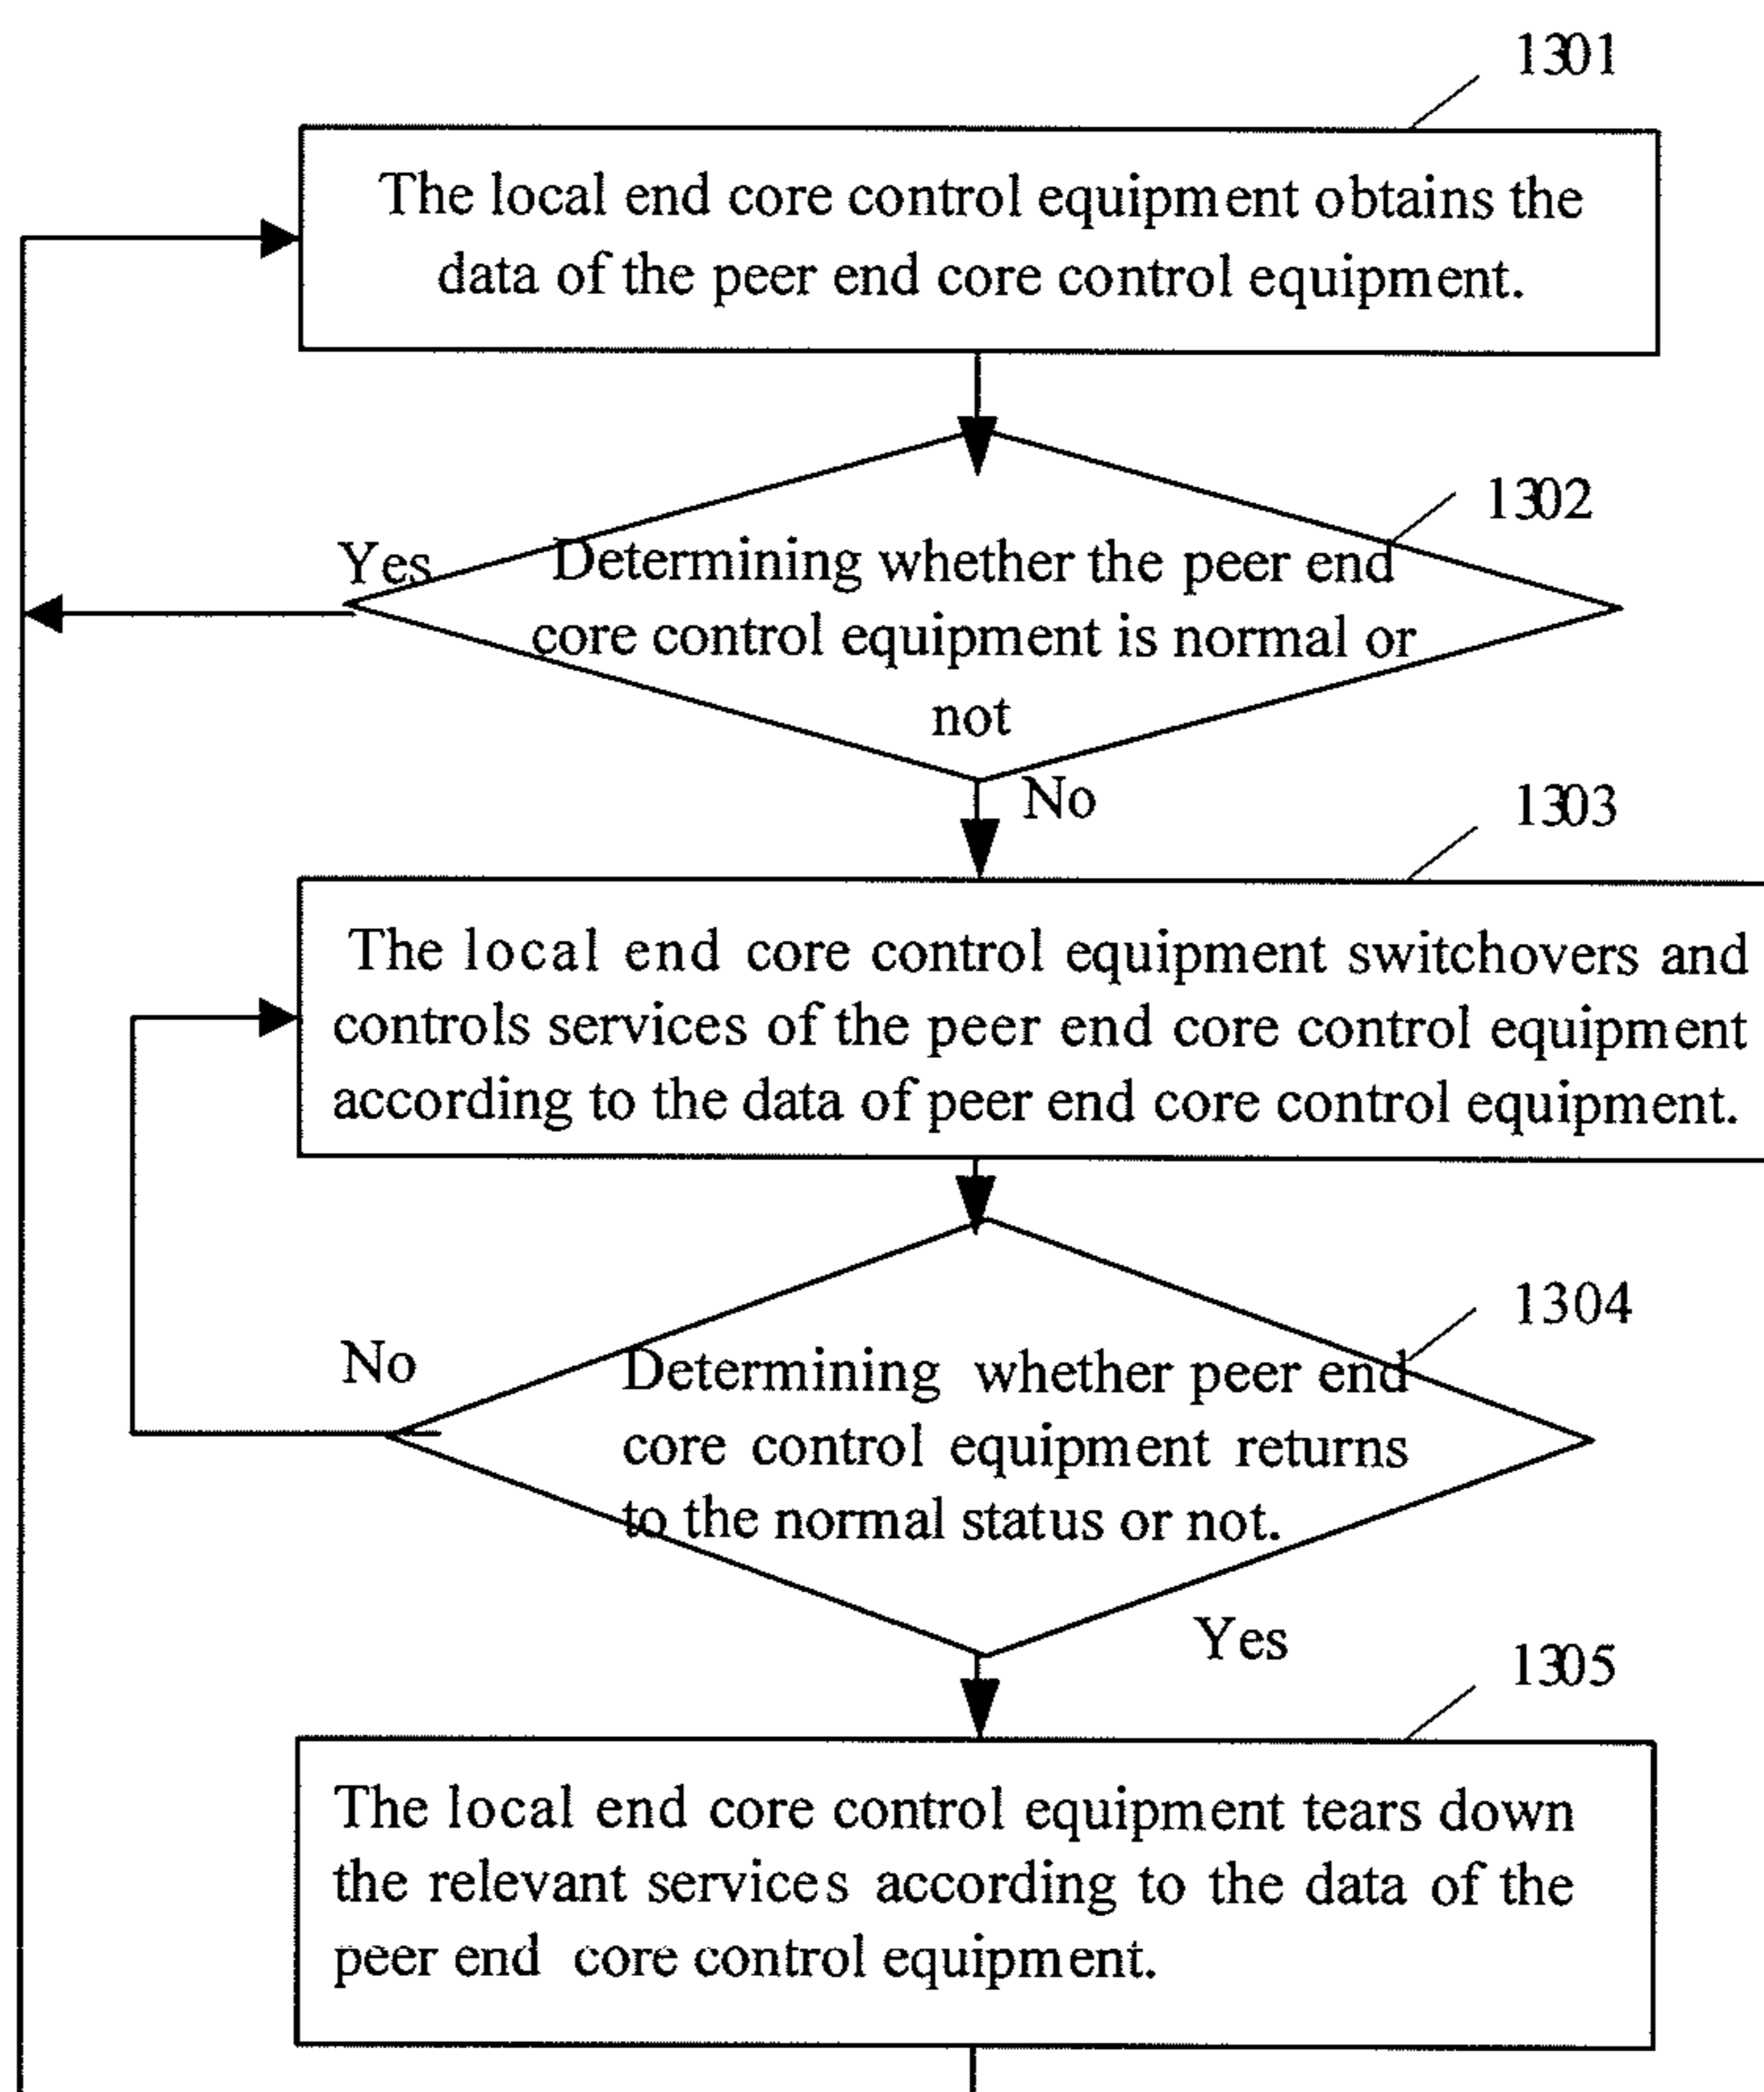 1301
The local end core control equipment obtains the
data of the peer end core control equipment.
1302
Yes
Determining whether the peer end
core control equipment is normal or
not
No
1303
The local end core control equipment switchovers and
controls services of the peer end core control equipment
according to the data of peer end core control equipment.
1304
No
Determining whether peer end
core control equipment returns
to the normal status or not.
Yes
1305
The local end core control equipment tears down
the relevant services according to the data of the
peer end core control equipment.